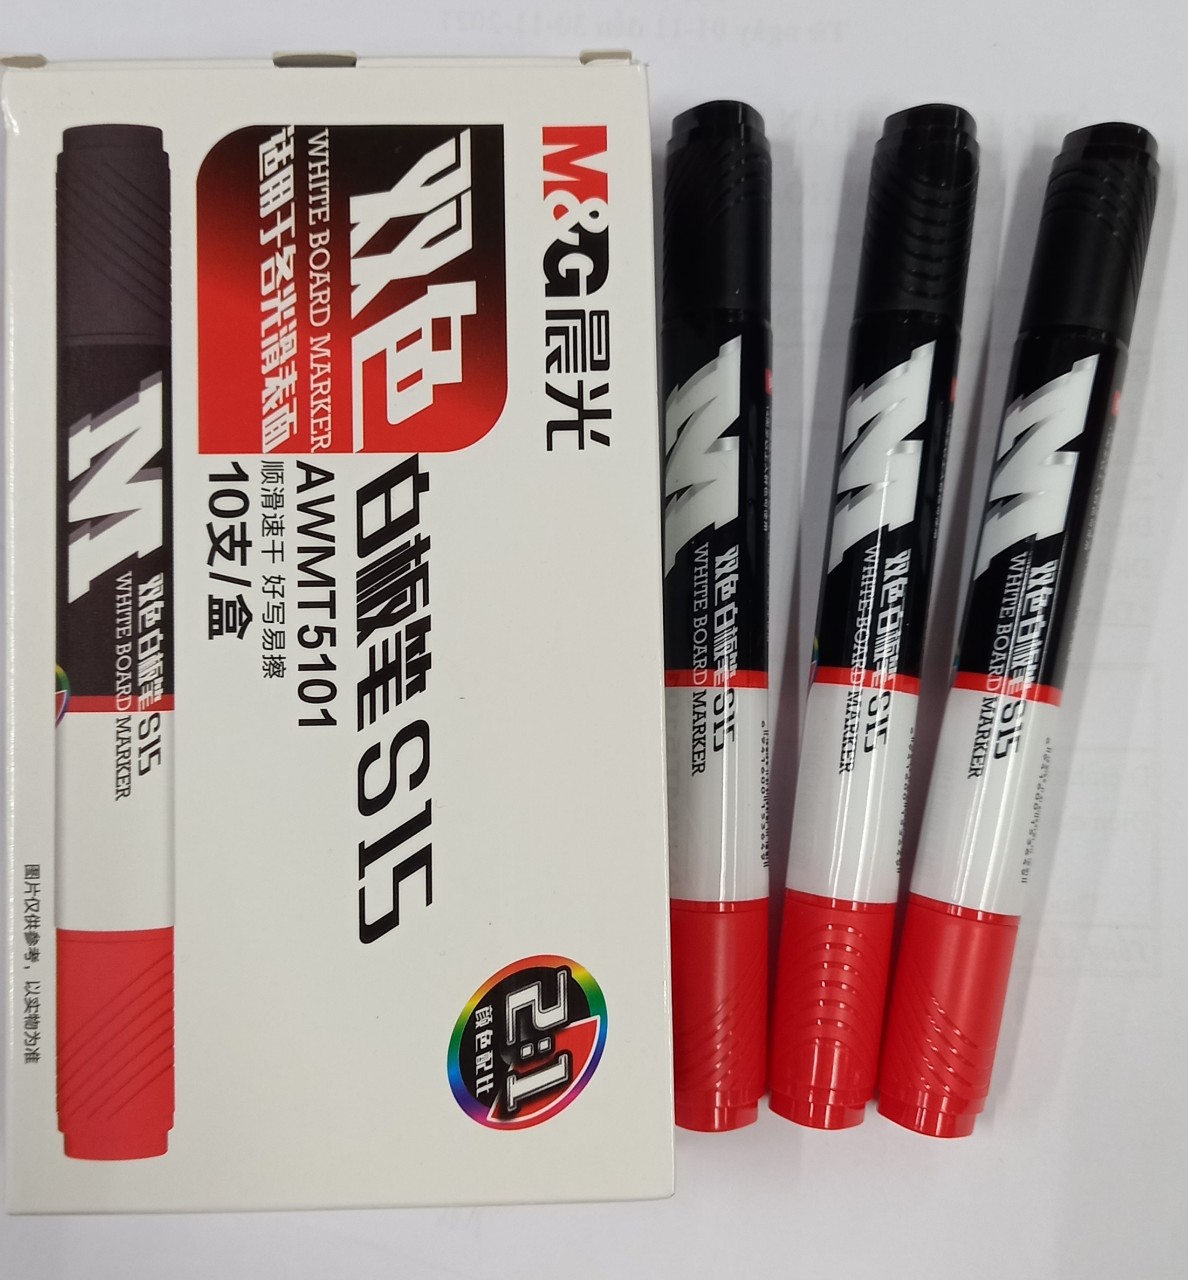 M&G晨光
双色
WHITE BOARD MARKER
适用于各光滑表面
白板笔 S15
AWMT5101
顺滑速干 好写易擦
10支/盒
2:1
颜色配比
M
双色白板笔 S15
WHITE BOARD MARKER
图片仅供参考，以实物为准
M
双色白板笔 S15
WHITE BOARD MARKER
M
双色白板笔 S15
WHITE BOARD MARKER
M
双色白板笔 S15
WHITE BOARD MARKER